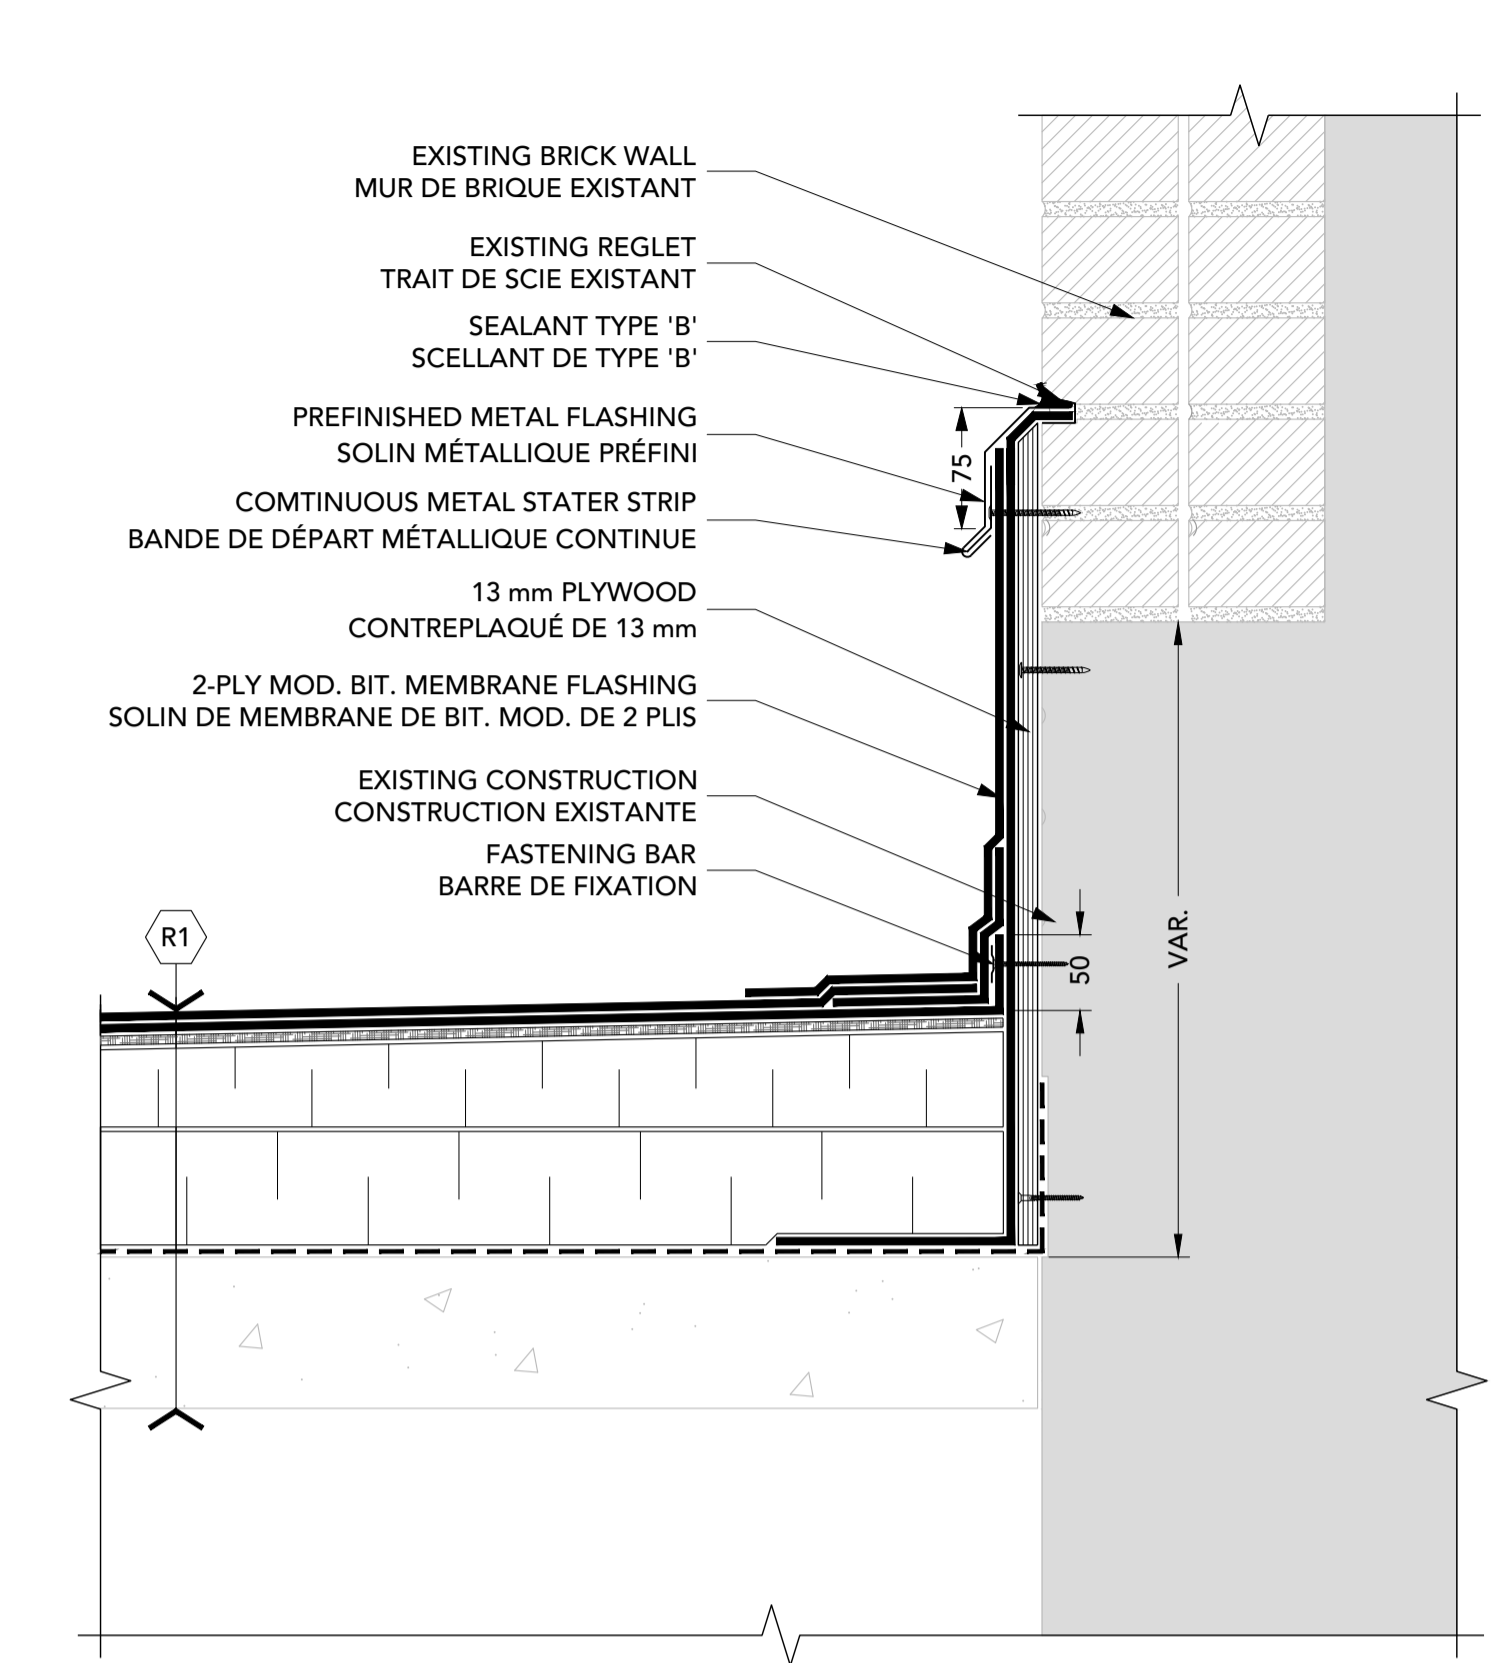 EXISTING BRICK WALL
MUR DE BRIQUE EXISTANT
EXISTING REGLET
TRAIT DE SCIE EXISTANT
SEALANT TYPE 'B'
SCELLANT DE TYPE 'B'
PREFINISHED METAL FLASHING
SOLIN MÉTALLIQUE PRÉFINI
75
COMTINUOUS METAL STATER STRIP
BANDE DE DÉPART MÉTALLIQUE CONTINUE
13 mm PLYWOOD
CONTREPLAQUÉ DE 13 mm
2-PLY MOD. BIT. MEMBRANE FLASHING
SOLIN DE MEMBRANE DE BIT. MOD. DE 2 PLIS
EXISTING CONSTRUCTION
CONSTRUCTION EXISTANTE
FASTENING BAR
BARRE DE FIXATION
R1
50
VAR.